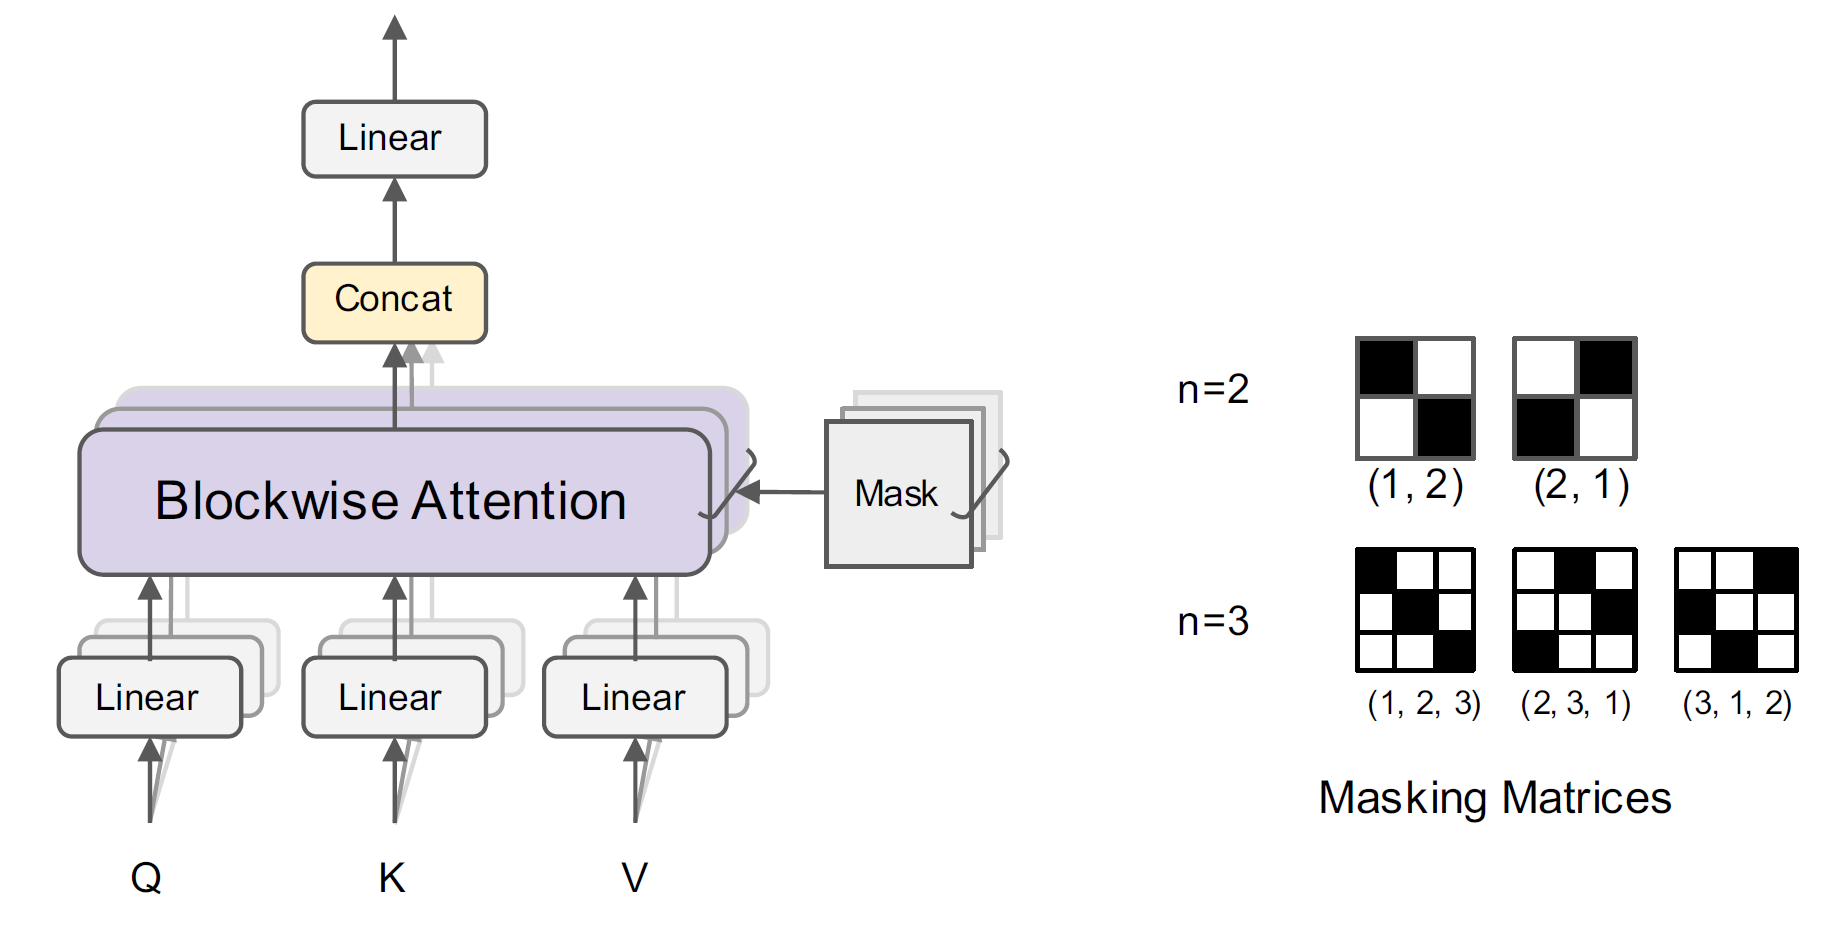 Linear
Concat
Blockwise Attention
Mask
Linear
Linear
Linear
Q
K
V
n=2
(1, 2)
(2, 1)
n=3
(1, 2, 3)
(2, 3, 1)
(3, 1, 2)
Masking Matrices